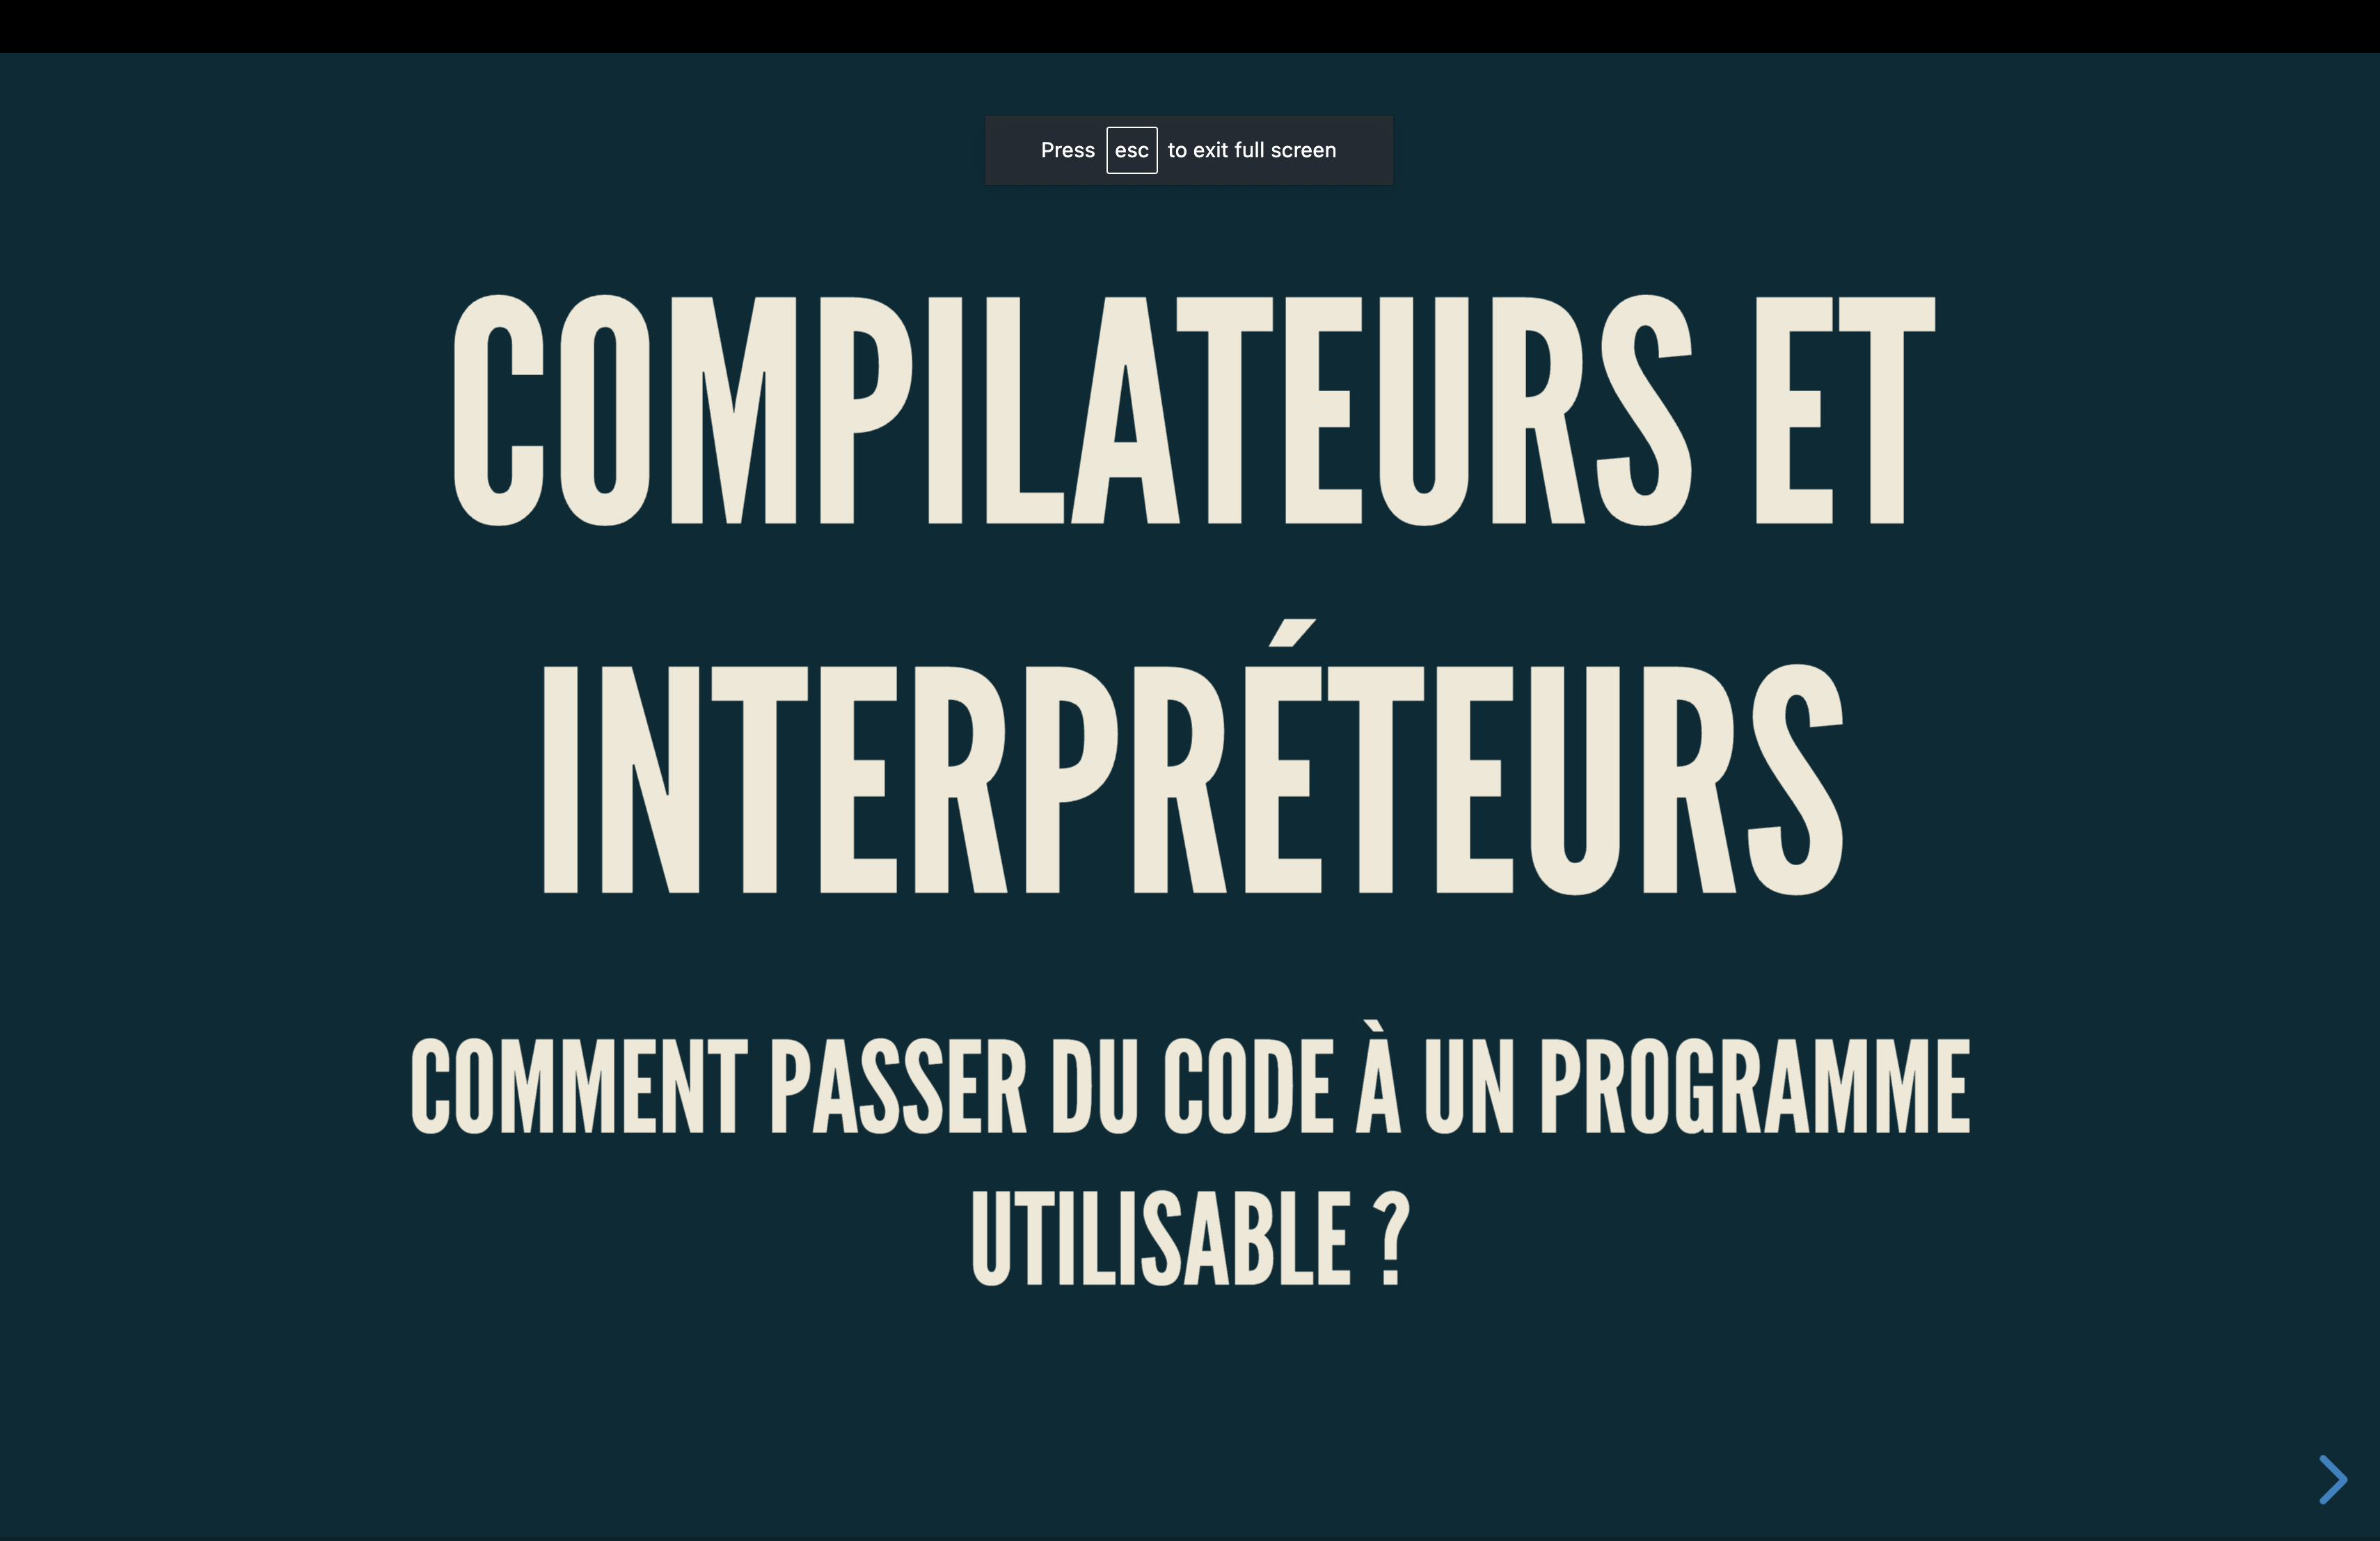 Press esc to exit full screen
COMPILATEURS ET
INTERPRÉTEURS
COMMENT PASSER DU CODE À UN PROGRAMME
UTILISABLE ?